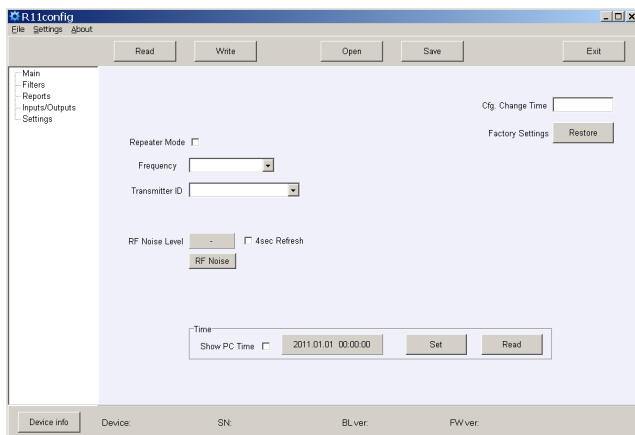 R11config
File Settings About
Read Write Open Save Exit
Main
Filters
Reports
Inputs/Outputs
Settings
Cfg. Change Time
Factory Settings Restore
Repeater Mode
Frequency
Transmitter ID
RF Noise Level - 4sec Refresh
RF Noise
Time
Show PC Time 2011.01.01 00:00:00 Set Read
Device info Device: SN: BL ver: FW ver: